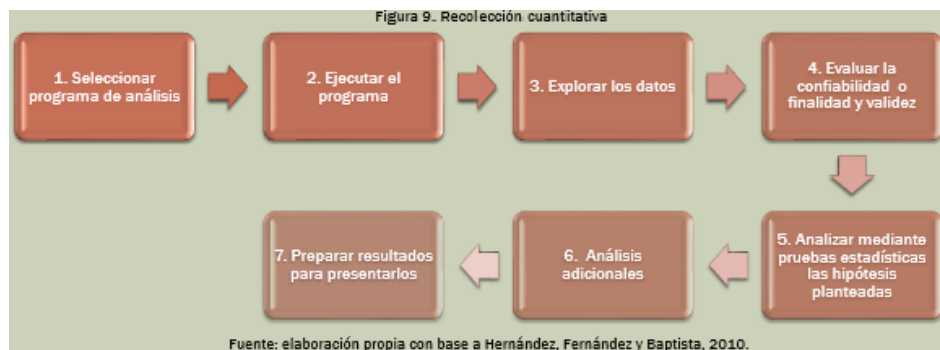 Figura 9. Recolección cuantitativa
1. Seleccionar
programa de análisis
2. Ejecutar el
programa
3. Explorar los datos
4. Evaluar la
confiabilidad o
finalidad y validez
5. Analizar mediante
pruebas estadísticas
las hipótesis
planteadas
6. Análisis
adicionales
7. Preparar resultados
para presentarlos
Fuente: elaboración propia con base a Hernández, Fernández y Baptista, 2010.